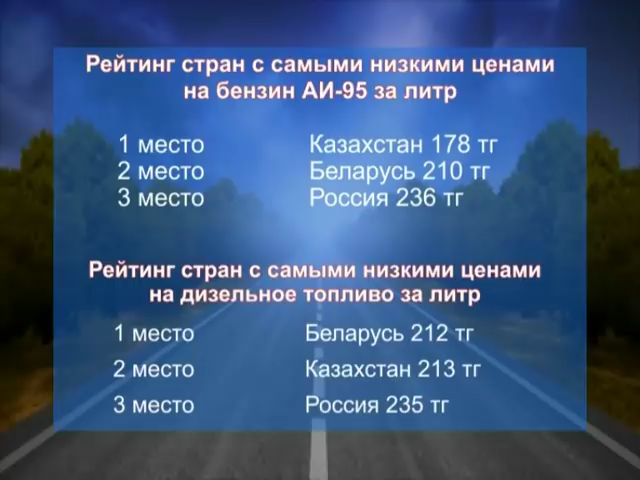 Рейтинг стран с самыми низкими ценами
на бензин АИ-95 за литр
1 место Казахстан 178 тг
2 место Беларусь 210 тг
3 место Россия 236 тг
Рейтинг стран с самыми низкими ценами
на дизельное топливо за литр
1 место Беларусь 212 тг
2 место Казахстан 213 тг
3 место Россия 235 тг